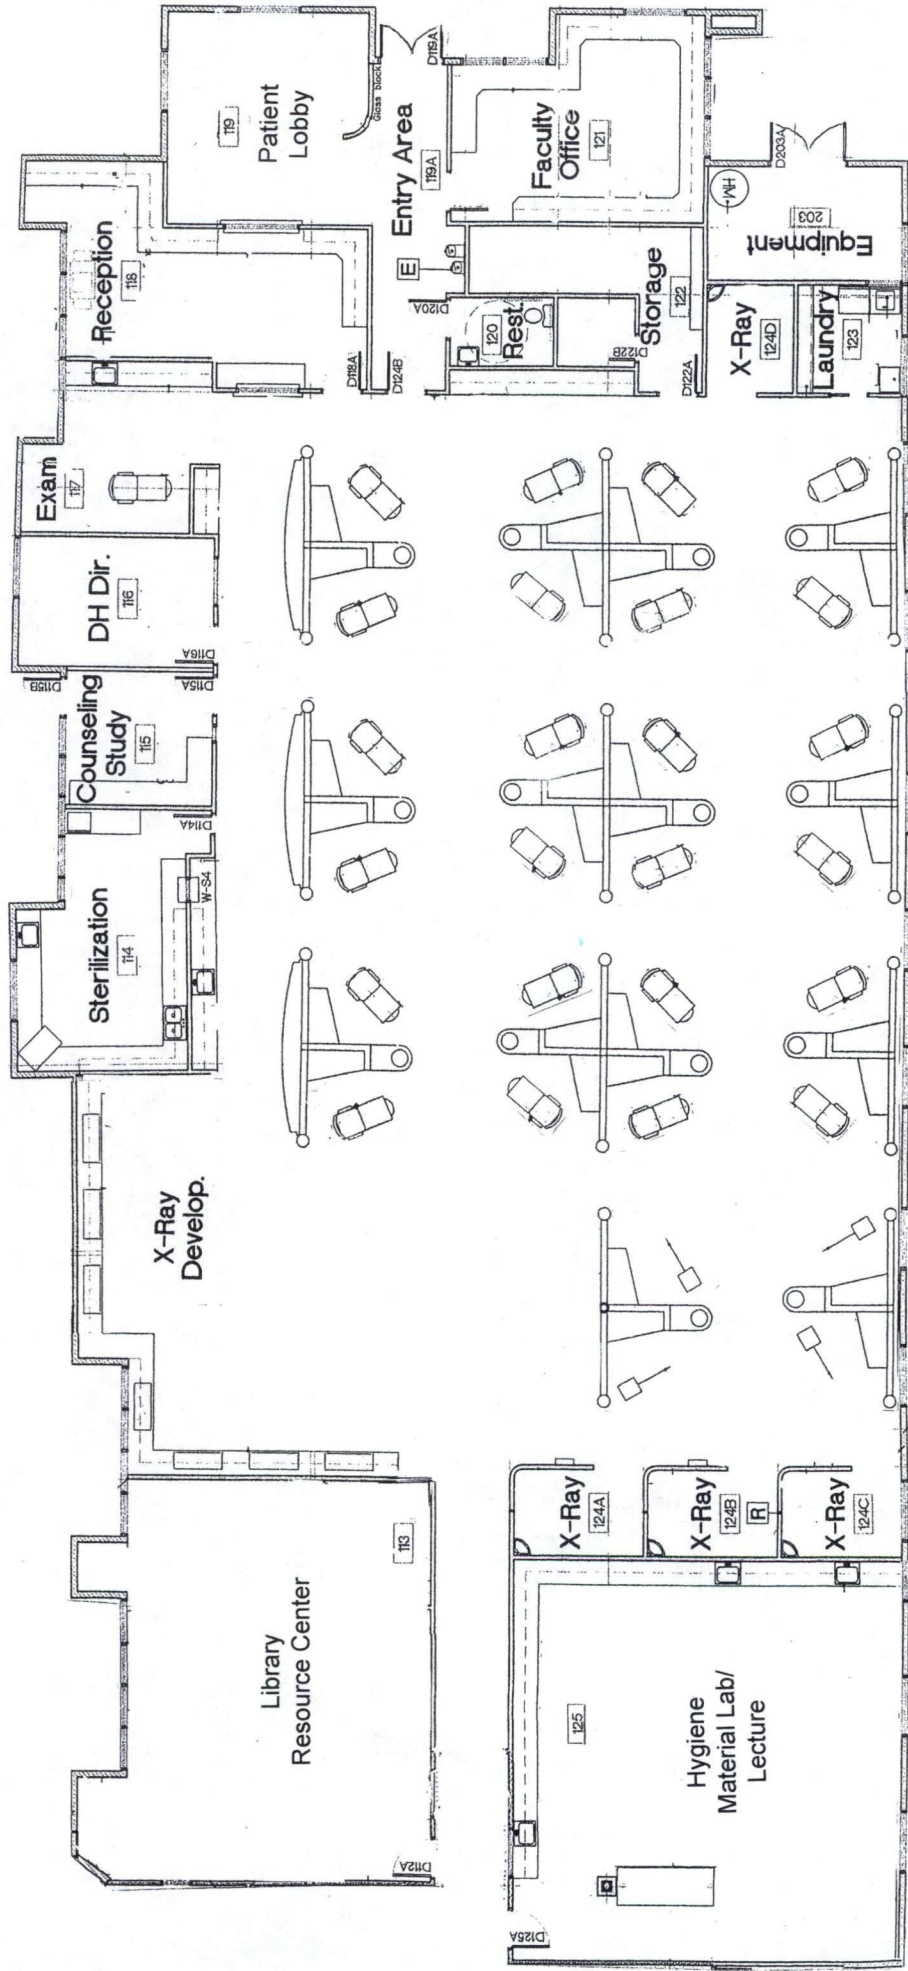 Library
Resource Center
113
D112A
Hygiene
Material Lab/
Lecture
125
D125A
X-Ray
124A
X-Ray
124B
R
X-Ray
124C
X-Ray
Develop.
Sterilization
114
W-S4
D114A
Counseling
Study
115
D115A
D115B
DH Dir.
116
D116A
Exam
117
Reception
118
D118A
D124B
Patient
Lobby
119
Glass block
D119A
Entry Area
119A
E
D120A
120
Rest.
Faculty
Office
121
Storage
122
D122B
D122A
X-Ray
124D
Laundry
123
Equipment
203
D203A
HM